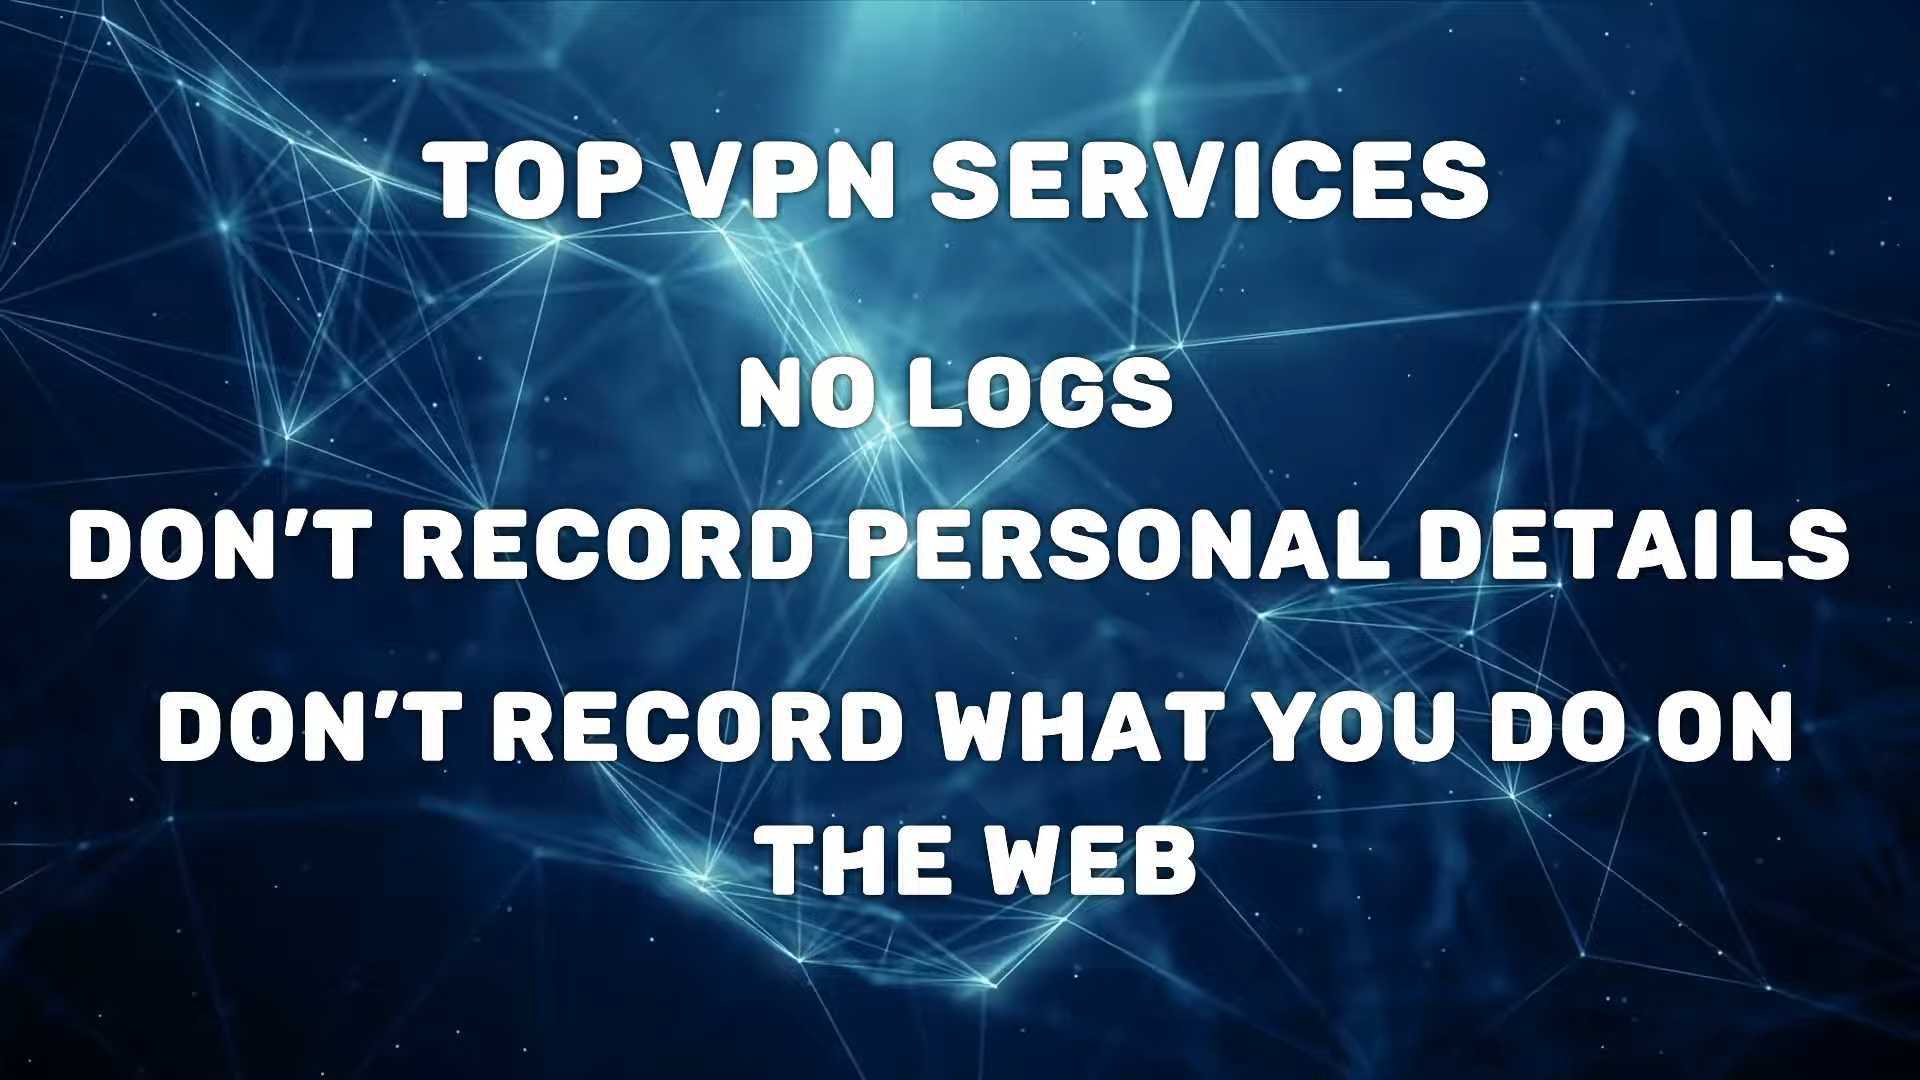 TOP VPN SERVICES
NO LOGS
DON'T RECORD PERSONAL DETAILS
DON'T RECORD WHAT YOU DO ON
THE WEB